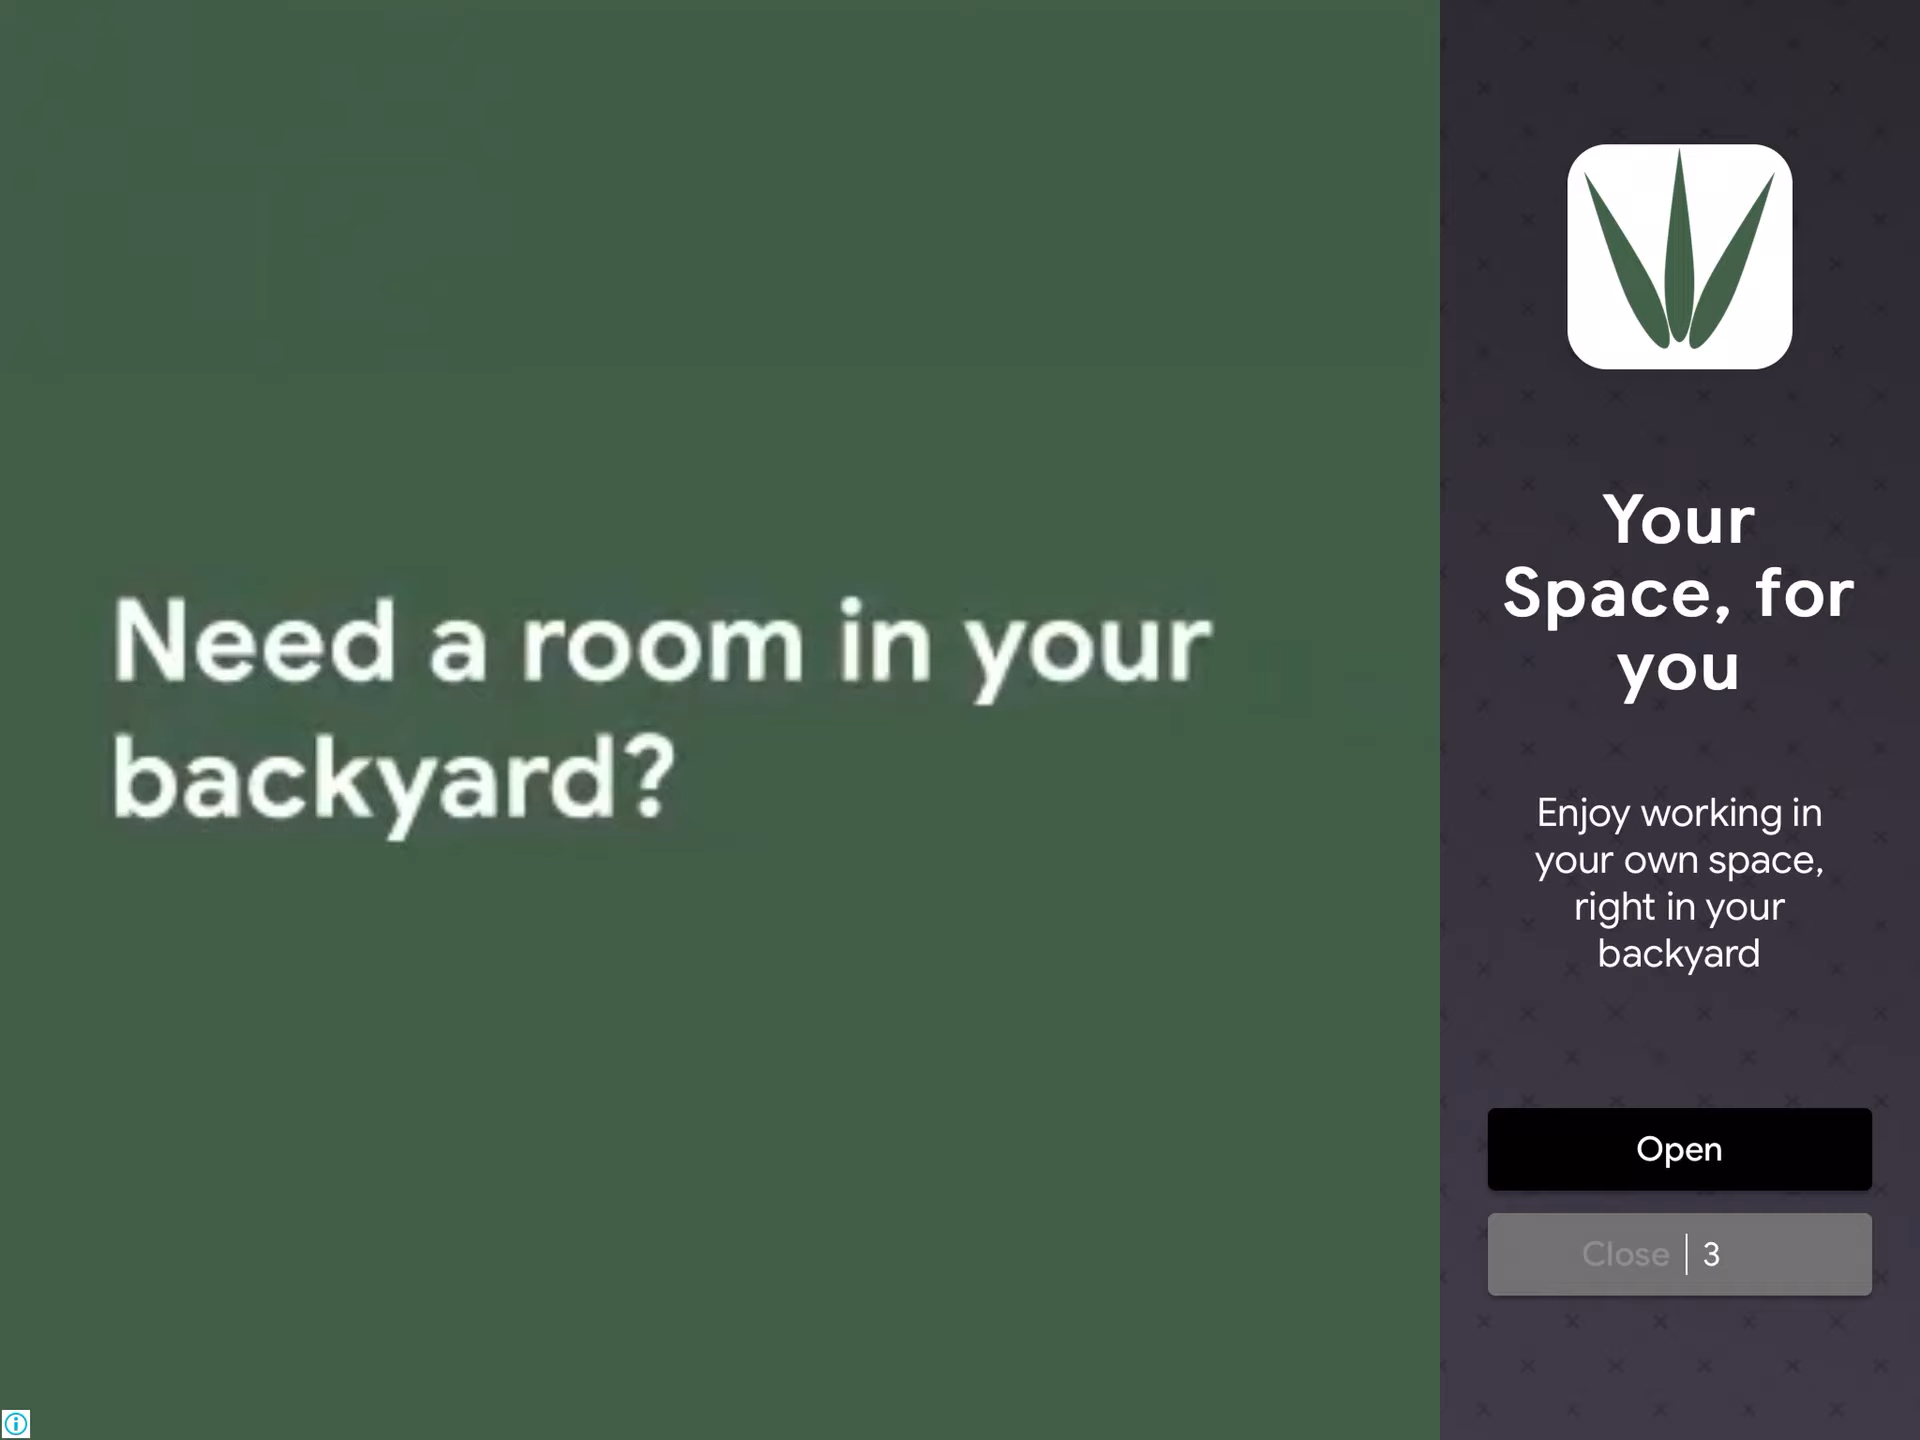 Need a room in your
backyard?
Your
Space, for
you
Enjoy working in
your own space,
right in your
backyard
Open
Close | 3